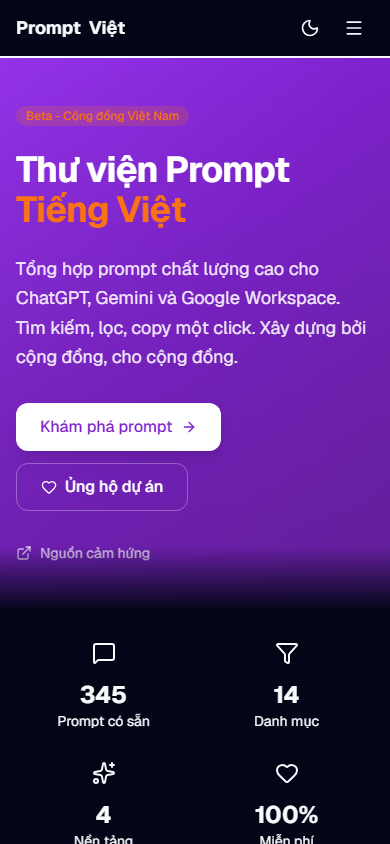 Prompt Việt
Beta - Cộng đồng Việt Nam
Thư viện Prompt
Tiếng Việt
Tổng hợp prompt chất lượng cao cho
ChatGPT, Gemini và Google Workspace.
Tìm kiếm, lọc, copy một click. Xây dựng bởi
cộng đồng, cho cộng đồng.
Khám phá prompt
Ủng hộ dự án
Nguồn cảm hứng
345
14
Prompt có sẵn
Danh mục
4
100%
Nền tảng
Miễn phí